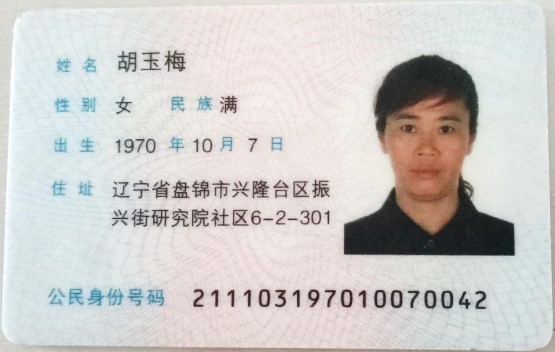 姓名 胡玉梅
性别 女 民族 满
出生 1970 年 10 月 7 日
住址 辽宁省盘锦市兴隆台区振
兴街研究院社区6-2-301
公民身份号码 211103197010070042